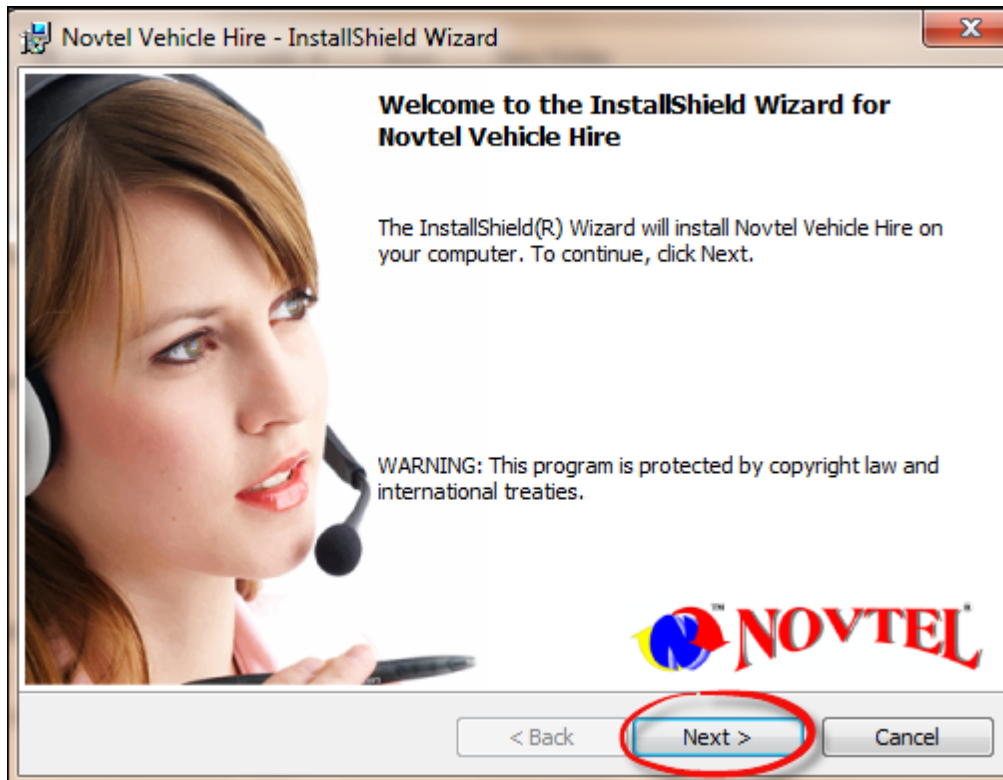 Novtel Vehicle Hire - InstallShield Wizard
Welcome to the InstallShield Wizard for
Novtel Vehicle Hire
The InstallShield(R) Wizard will install Novtel Vehicle Hire on
your computer. To continue, click Next.
WARNING: This program is protected by copyright law and
international treaties.
™ NOVTEL®
< Back
Next >
Cancel